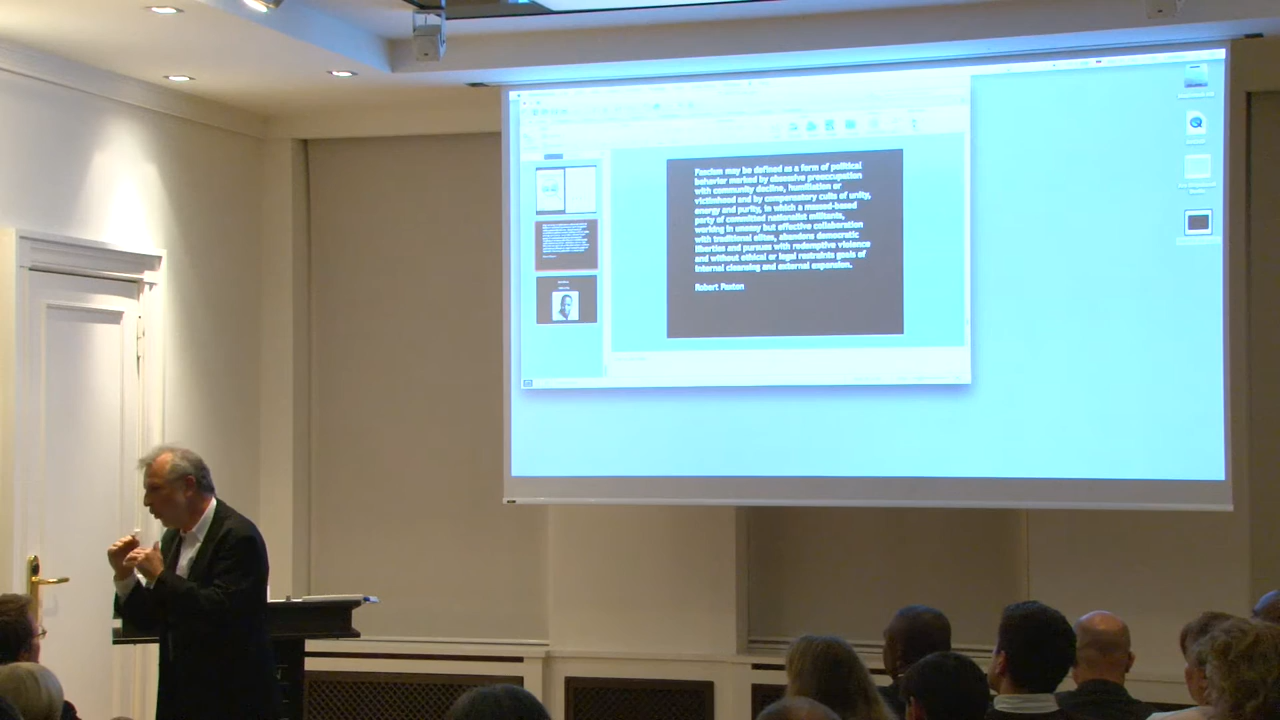 Fascism may be defined as a form of political
behavior marked by obsessive preoccupation
with community decline, humiliation or
victimhood and by compensatory cults of unity,
energy and purity, in which a massed-based
party of committed nationalist militants,
working in uneasy but effective collaboration
with traditional elites, abandons democratic
liberties and pursues with redemptive violence
and without ethical or legal restraints goals of
internal cleansing and external expansion.
Robert Paxton